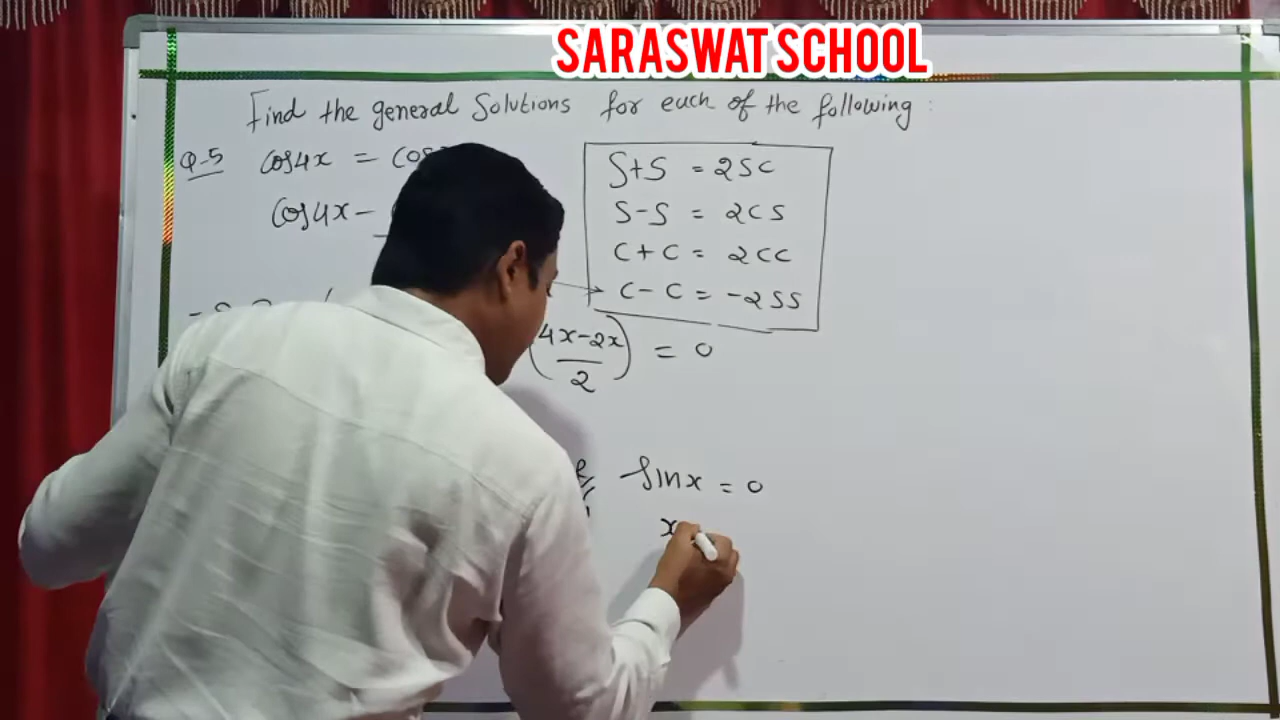 SARASWAT SCHOOL
Find the general Solutions for each of the following :
Q-5 cos4x = cos
cos4x -
S+S = 2SC
S-S = 2CS
C+C = 2CC
C-C = -2SS
(4x-2x/2) = 0
Sinx = 0
x